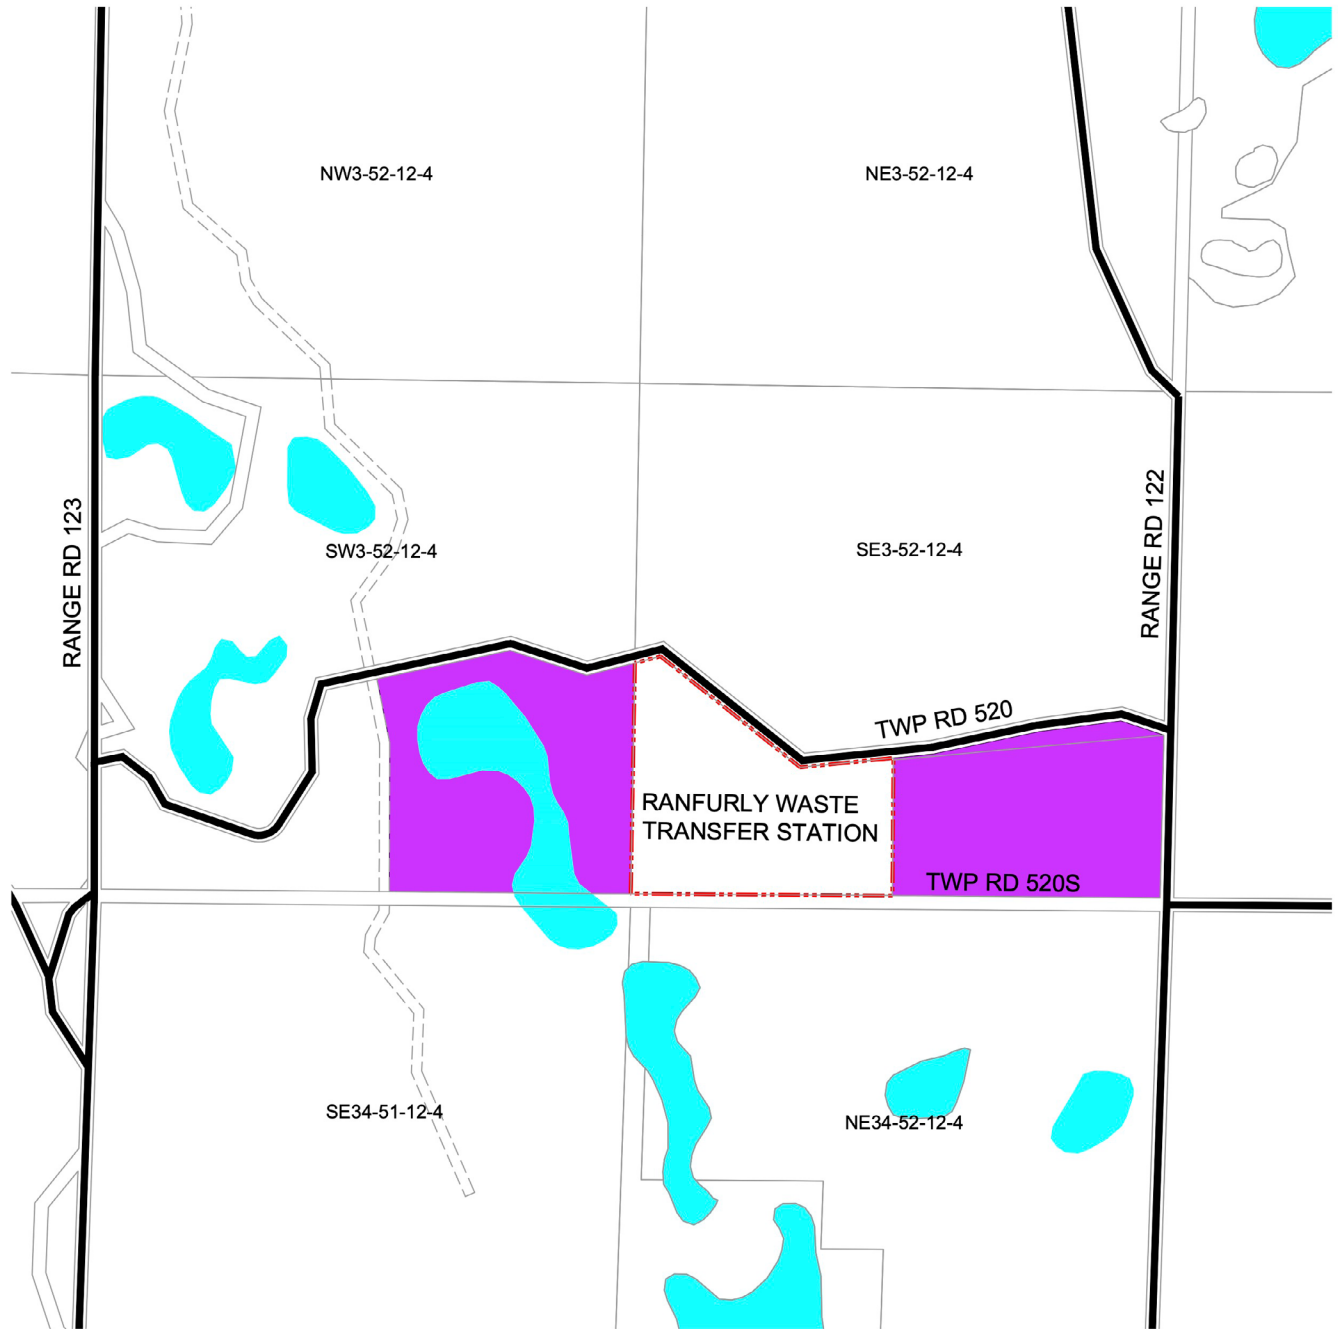 NW3-52-12-4
NE3-52-12-4
RANGE RD 123
RANGE RD 122
SW3-52-12-4
SE3-52-12-4
TWP RD 520
RANFURLY WASTE
TRANSFER STATION
TWP RD 520S
SE34-51-12-4
NE34-52-12-4